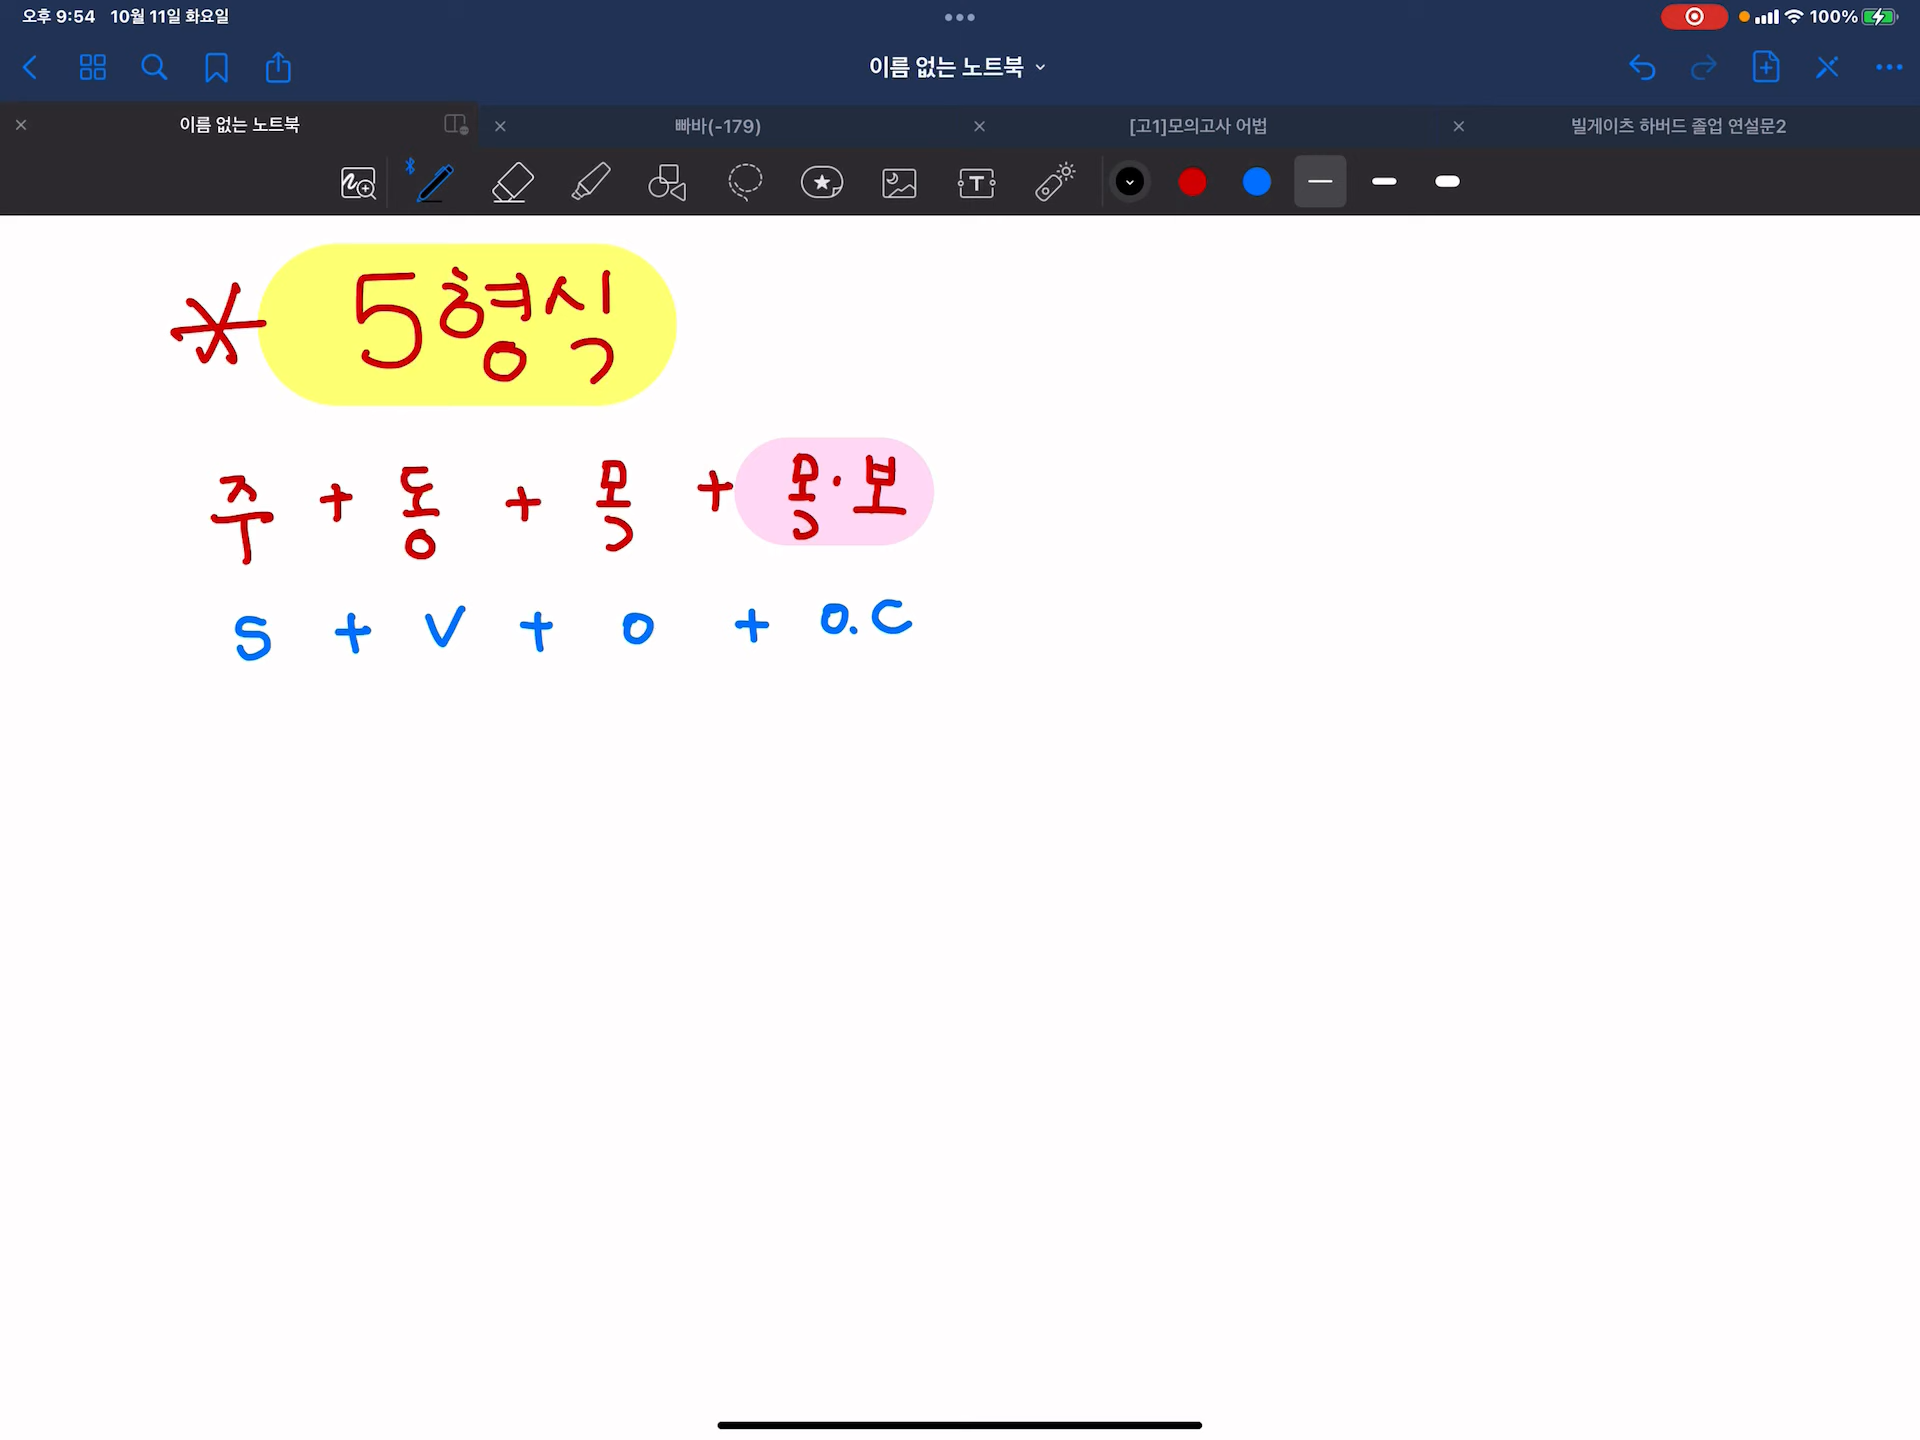 오후 9:54 10월 11일 화요일
100%
이름 없는 노트북
이름 없는 노트북
빠바(-179)
[고1]모의고사 어법
빌게이츠 하버드 졸업 연설문2
T
* 5형식
주 + 동 + 목 + 목·보
S + V + O + O.C